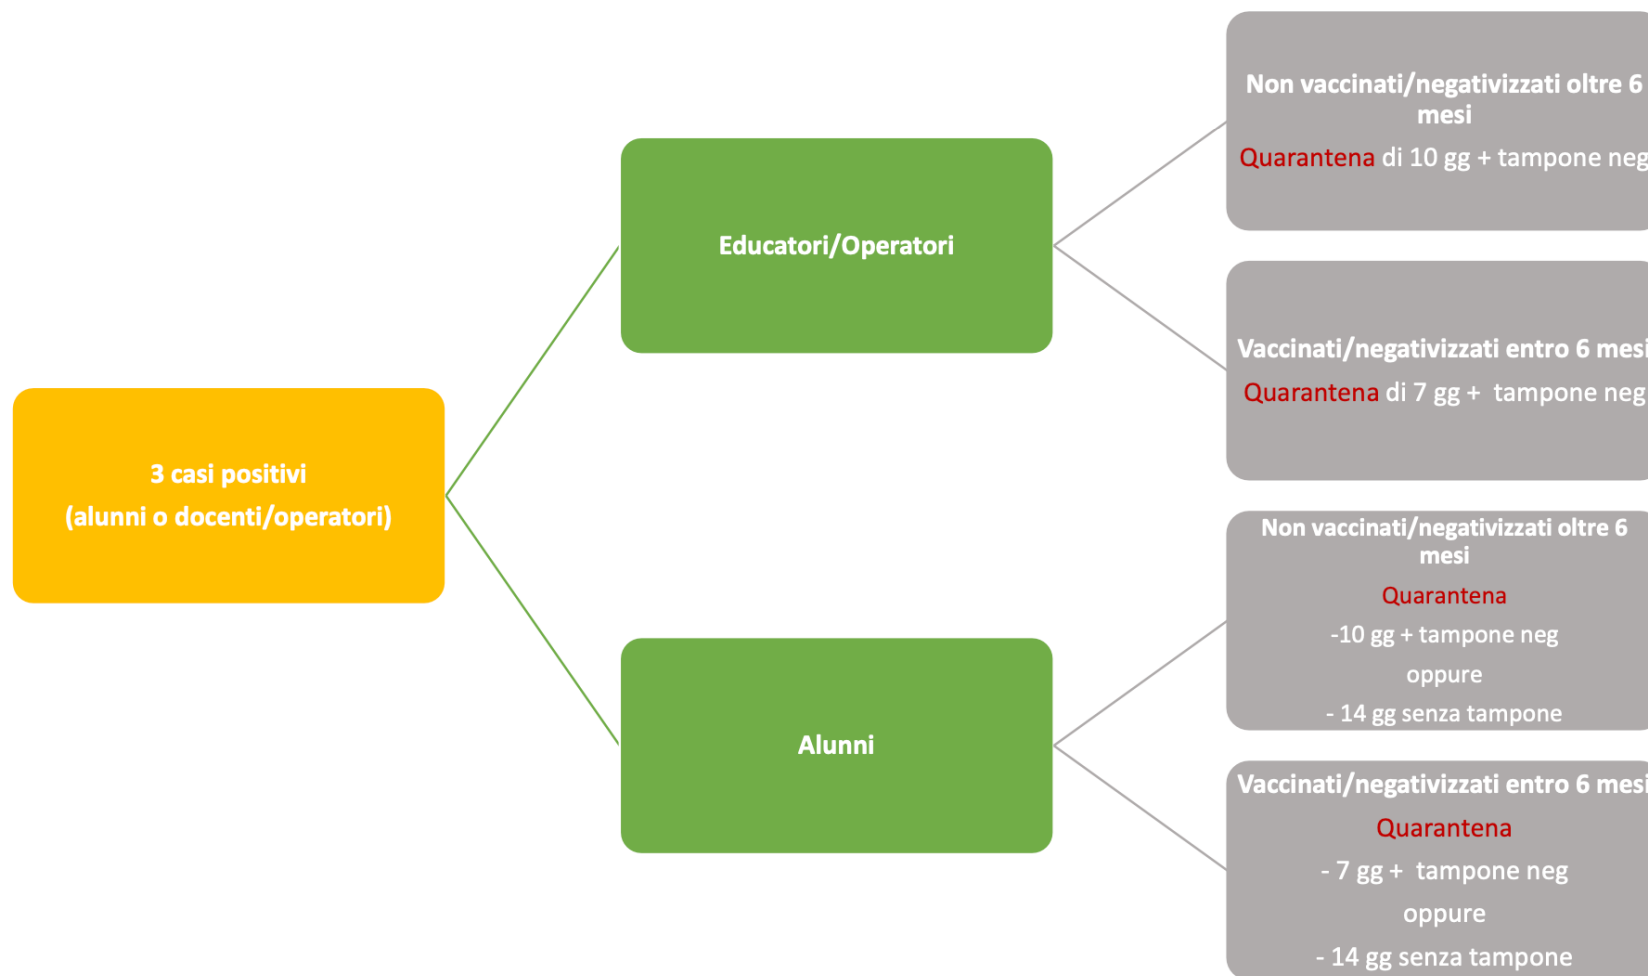 Non vaccinati/negativizzati oltre 6
mesi
Quarantena di 10 gg + tampone neg
Educatori/Operatori
Vaccinati/negativizzati entro 6 mesi
Quarantena di 7 gg +  tampone neg
3 casi positivi
(alunni o docenti/operatori)
Non vaccinati/negativizzati oltre 6
mesi
Quarantena
-10 gg + tampone neg
oppure
- 14 gg senza tampone
Alunni
Vaccinati/negativizzati entro 6 mesi
Quarantena
- 7 gg +  tampone neg
oppure
- 14 gg senza tampone